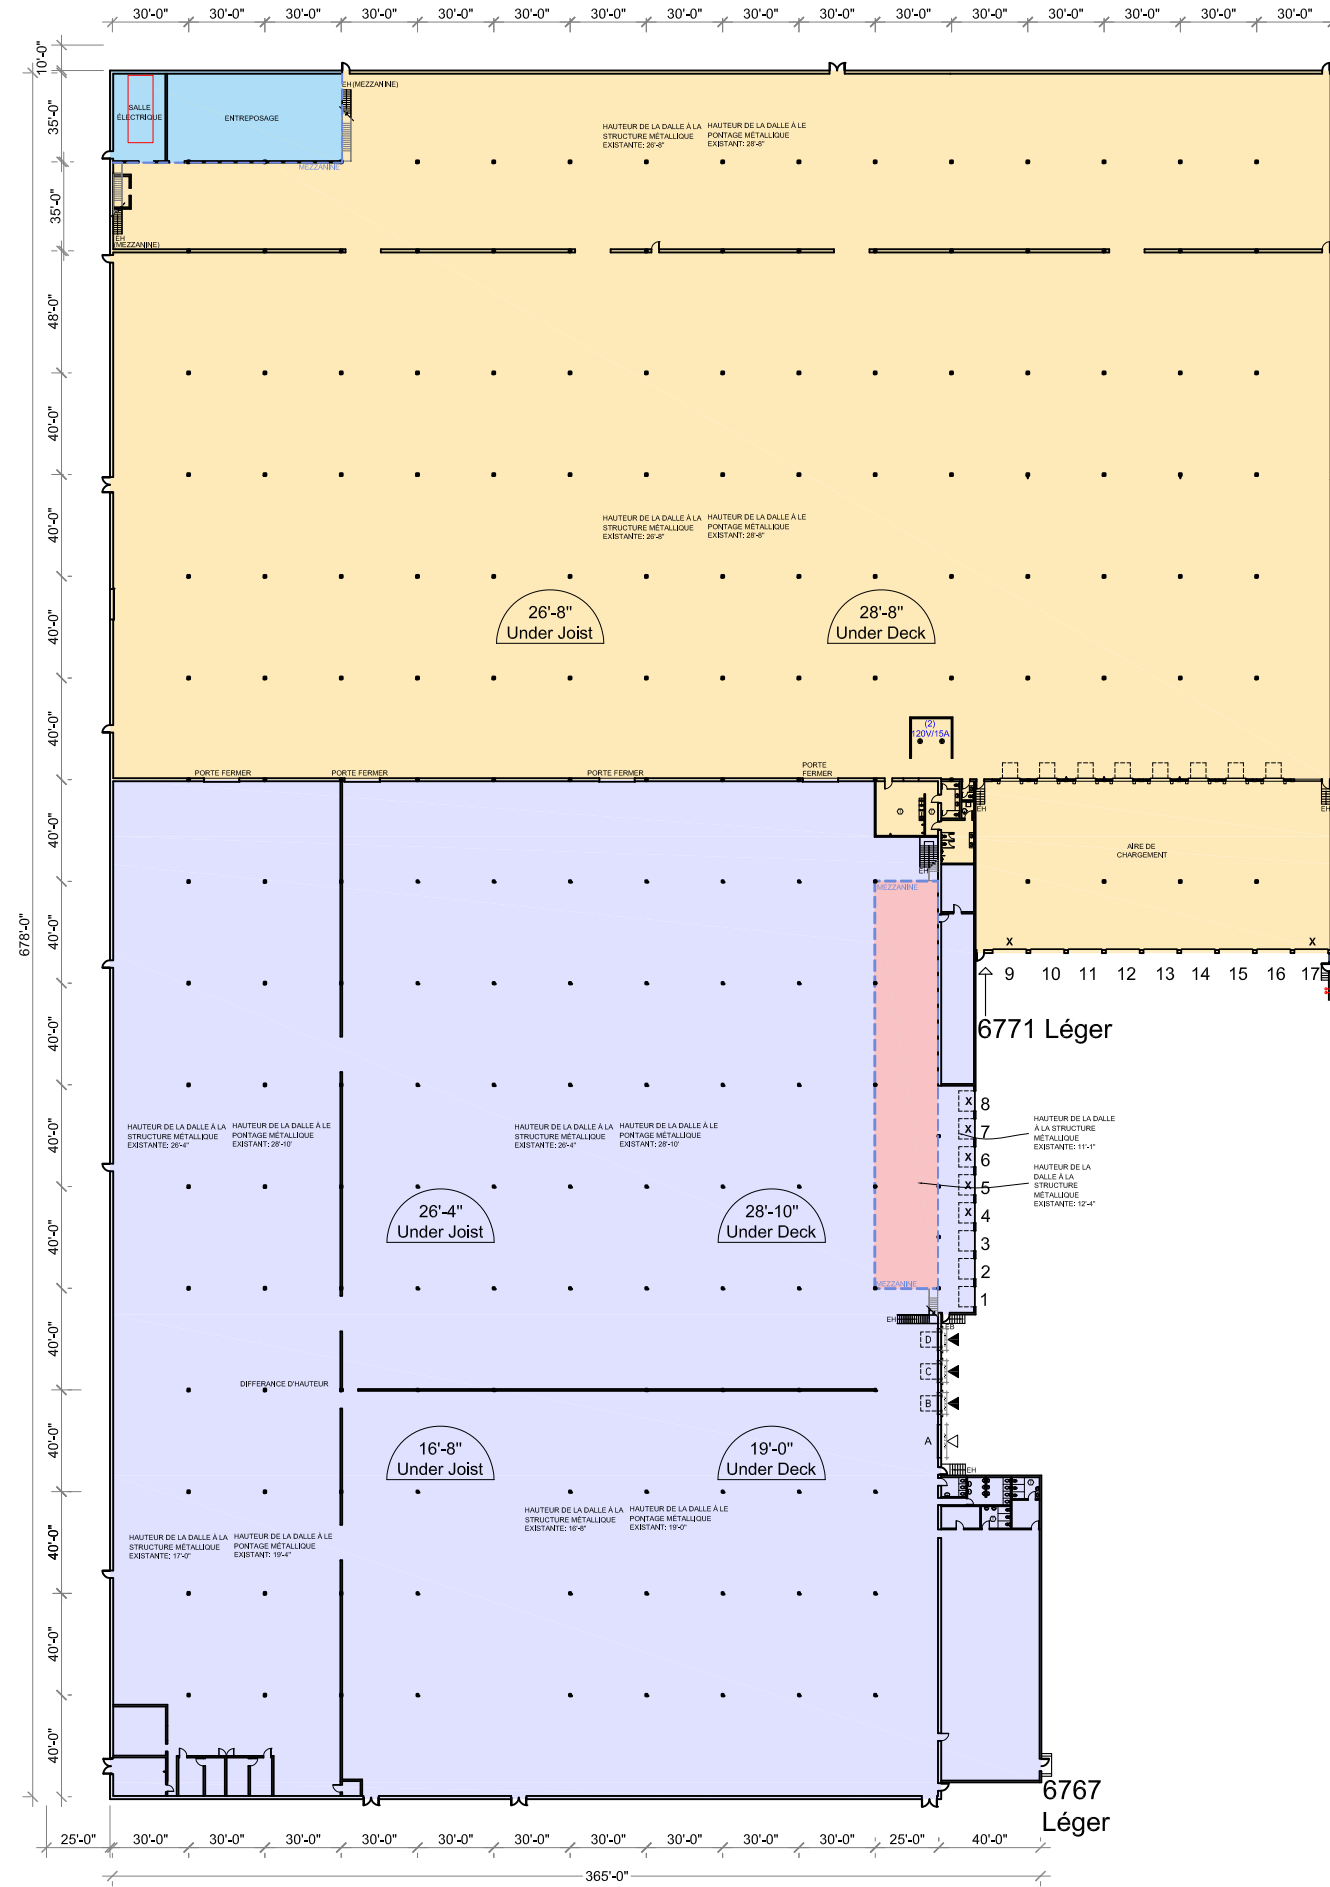 30'-0" 30'-0" 30'-0" 30'-0" 30'-0" 30'-0" 30'-0" 30'-0" 30'-0" 30'-0" 30'-0" 30'-0" 30'-0" 30'-0" 30'-0" 30'-0"
10'-0"
35'-0"
35'-0"
48'-0"
40'-0"
40'-0"
40'-0"
40'-0"
40'-0"
40'-0"
40'-0"
40'-0"
40'-0"
40'-0"
40'-0"
40'-0"
40'-0"
40'-0"
678'-0"
EH (MEZZANINE)
SALLE
ÉLECTRIQUE
ENTREPOSAGE
MEZZANINE
EH
(MEZZANINE)
HAUTEUR DE LA DALLE À LA
STRUCTURE MÉTALLIQUE
EXISTANTE: 26'-8"
HAUTEUR DE LA DALLE À LE
PONTAGE MÉTALLIQUE
EXISTANT: 28'-8"
HAUTEUR DE LA DALLE À LA
STRUCTURE MÉTALLIQUE
EXISTANTE: 26'-8"
HAUTEUR DE LA DALLE À LE
PONTAGE MÉTALLIQUE
EXISTANT: 28'-8"
26'-8"
Under Joist
28'-8"
Under Deck
(2)
120V/15A
PORTE FERMER
PORTE FERMER
PORTE FERMER
PORTE
FERMER
EH
EH
EH
AIRE DE
CHARGEMENT
MEZZANINE
X
X
9 10 11 12 13 14 15 16 17
6771 Léger
X 8
X 7
X 6
X 5
X 4
3
2
1
HAUTEUR DE LA DALLE
À LA STRUCTURE
MÉTALLIQUE
EXISTANTE: 11'-1"
HAUTEUR DE LA
DALLE À LA
STRUCTURE
MÉTALLIQUE
EXISTANTE: 12'-4"
HAUTEUR DE LA DALLE À LA
STRUCTURE MÉTALLIQUE
EXISTANTE: 26'-4"
HAUTEUR DE LA DALLE À LE
PONTAGE MÉTALLIQUE
EXISTANT: 28'-10'
HAUTEUR DE LA DALLE À LA
STRUCTURE MÉTALLIQUE
EXISTANTE: 26'-4"
HAUTEUR DE LA DALLE À LE
PONTAGE MÉTALLIQUE
EXISTANT: 28'-10'
26'-4"
Under Joist
28'-10"
Under Deck
MEZZANINE
EH
EB
D
C
B
A
EH
DIFFERANCE D'HAUTEUR
16'-8"
Under Joist
19'-0"
Under Deck
HAUTEUR DE LA DALLE À LA
STRUCTURE MÉTALLIQUE
EXISTANTE: 16'-8"
HAUTEUR DE LA DALLE À LE
PONTAGE MÉTALLIQUE
EXISTANT: 19'-0"
HAUTEUR DE LA DALLE À LA
STRUCTURE MÉTALLIQUE
EXISTANTE: 17'-0"
HAUTEUR DE LA DALLE À LE
PONTAGE MÉTALLIQUE
EXISTANT: 19'-4"
6767
Léger
25'-0" 30'-0" 30'-0" 30'-0" 30'-0" 30'-0" 30'-0" 30'-0" 30'-0" 30'-0" 30'-0" 25'-0" 40'-0"
365'-0"